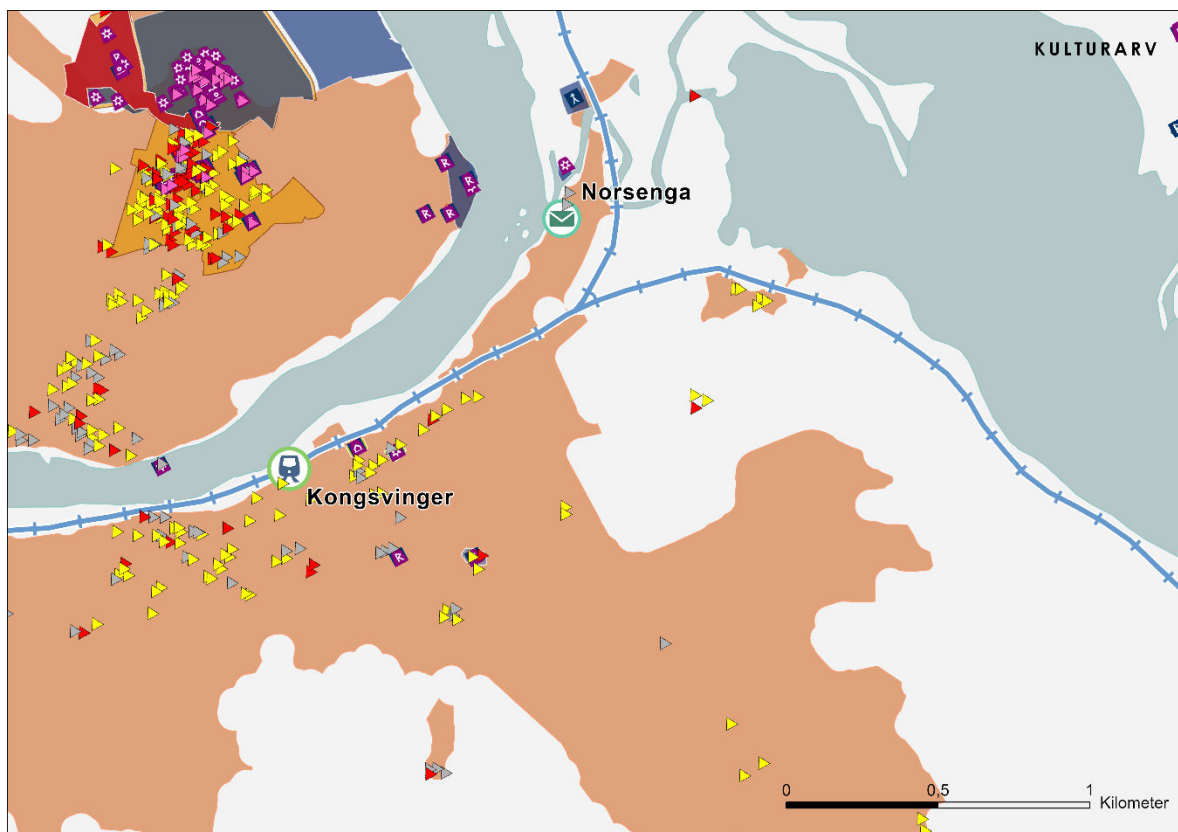 KULTURARV
Norsenga
Kongsvinger
0 0,5 1
Kilometer
R
R
R
R
R